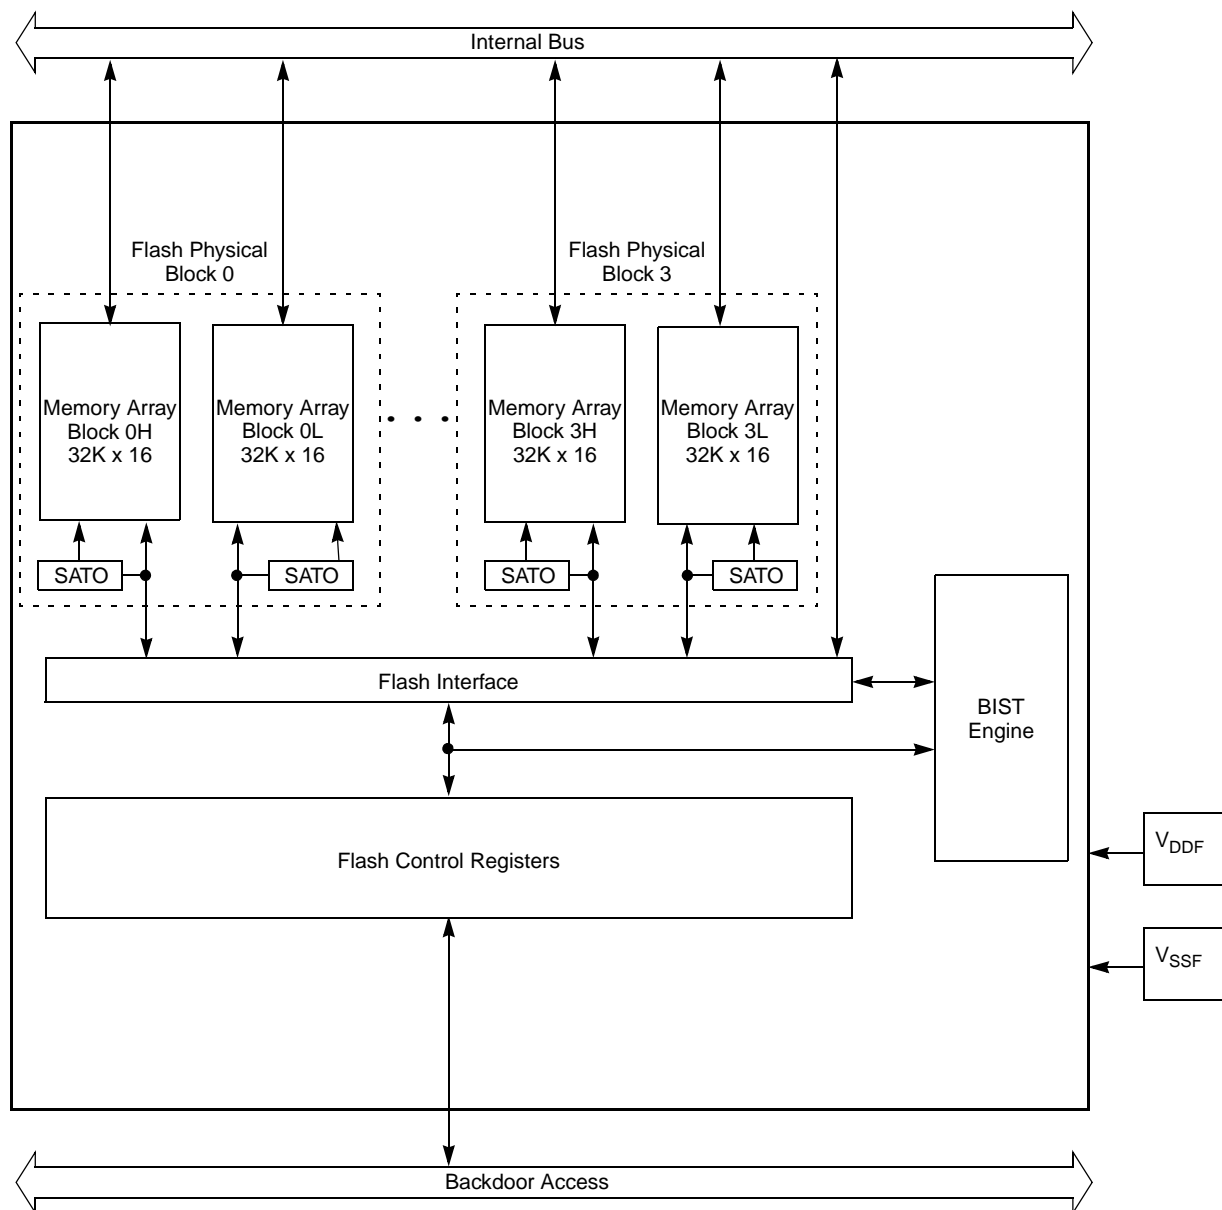 Internal Bus
Flash Physical
Block 0
Flash Physical
Block 3
Memory Array
Block 0H
32K x 16
Memory Array
Block 0L
32K x 16
Memory Array
Block 3H
32K x 16
Memory Array
Block 3L
32K x 16
SATO
SATO
SATO
SATO
Flash Interface
BIST
Engine
Flash Control Registers
VDDF
VSSF
Backdoor Access